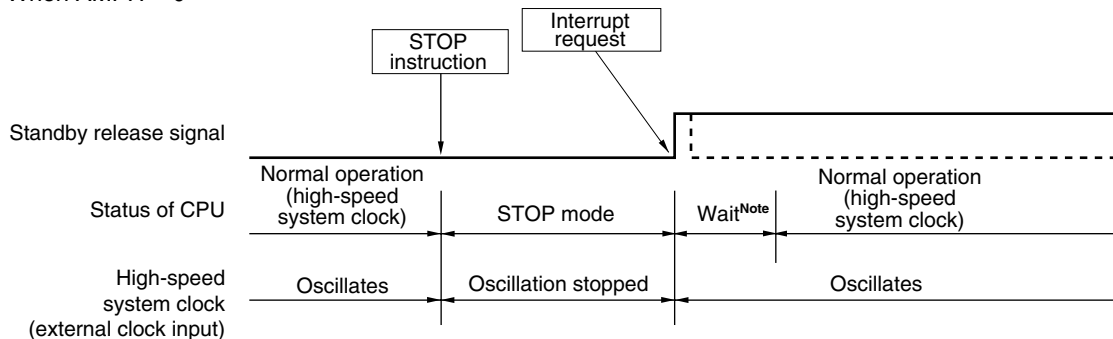 When AMPH = 0
STOP
instruction
Interrupt
request
Standby release signal
Status of CPU
Normal operation
(high-speed
system clock)
STOP mode
WaitNote
Normal operation
(high-speed
system clock)
High-speed
system clock
(external clock input)
Oscillates
Oscillation stopped
Oscillates